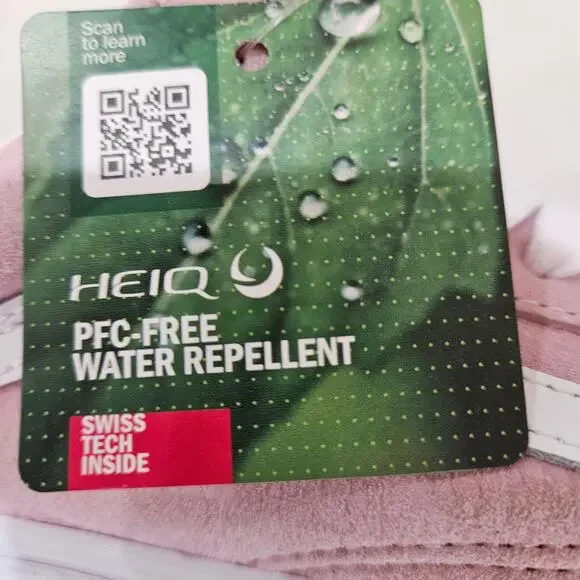 Scan
to learn
more
HEIQ
PFC-FREE
WATER REPELLENT
SWISS
TECH
INSIDE